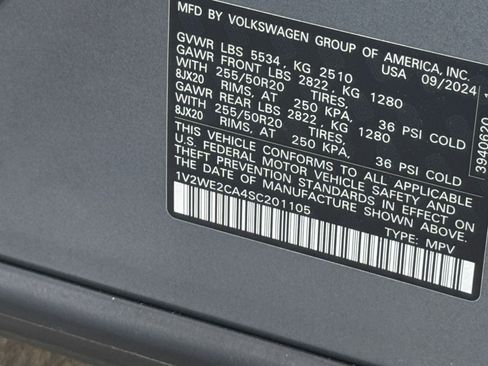 MFD BY VOLKSWAGEN GROUP OF AMERICA, INC.
USA 09/2024
GVWR LBS 5534, KG 2510
GAWR FRONT LBS 2822, KG 1280
WITH 255/50R20 TIRES,
8JX20 RIMS, AT 250 KPA, 36 PSI COLD
GAWR REAR LBS 2822, KG 1280
WITH 255/50R20 TIRES,
8JX20 RIMS, AT 250 KPA, 36 PSI COLD
THIS VEHICLE CONFORMS TO ALL APPLICABLE
U.S. FEDERAL MOTOR VEHICLE SAFETY AND
THEFT PREVENTION STANDARDS IN EFFECT ON
THE DATE OF MANUFACTURE SHOWN ABOVE.
1V2WE2CA4SC201105
TYPE: MPV
3940620